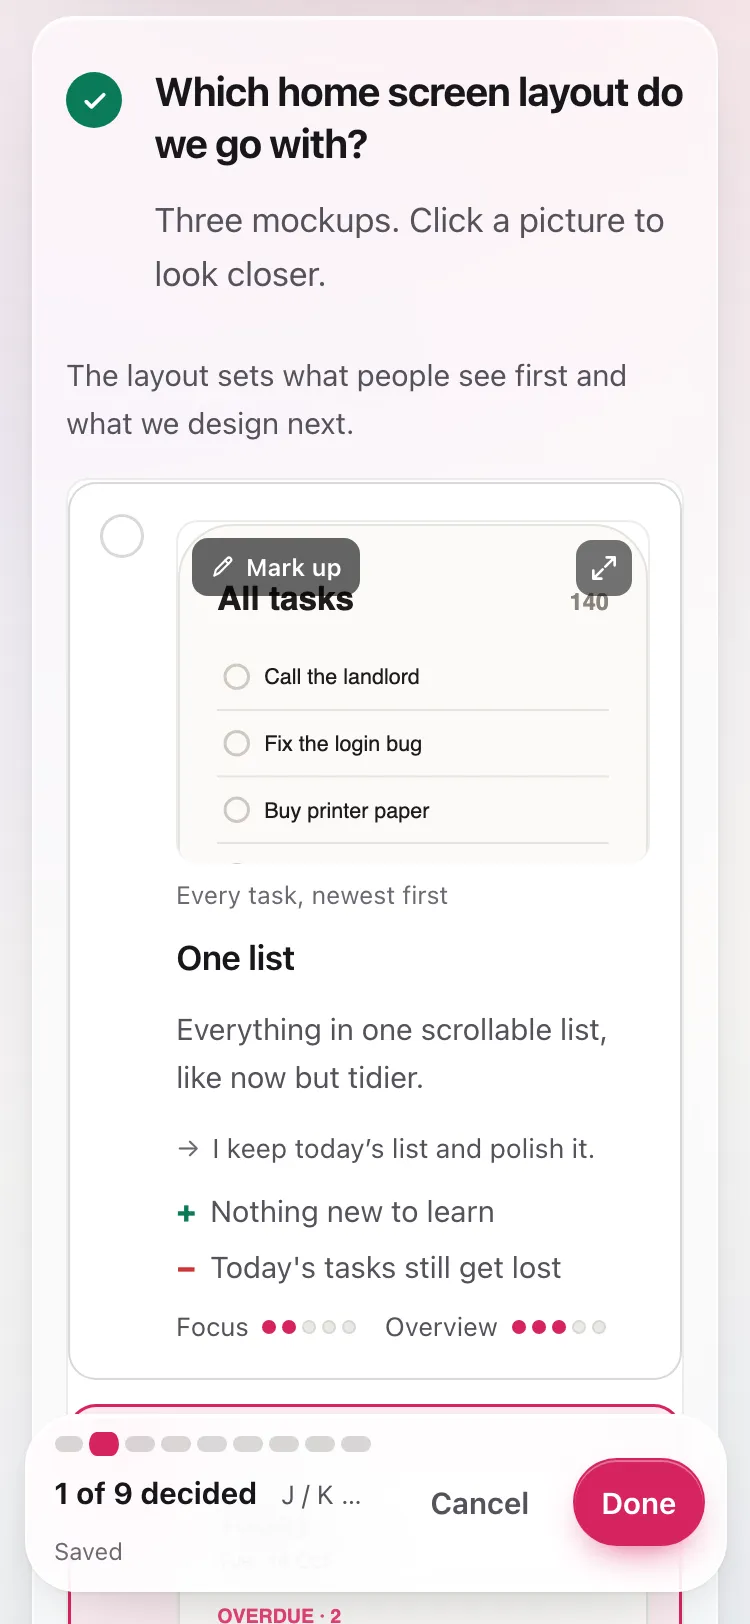 Which home screen layout do
we go with?
Three mockups. Click a picture to
look closer.
The layout sets what people see first and
what we design next.
Mark up
All tasks
140
Call the landlord
Fix the login bug
Buy printer paper
Every task, newest first
One list
Everything in one scrollable list,
like now but tidier.
→ I keep today’s list and polish it.
+ Nothing new to learn
− Today's tasks still get lost
Focus Overview
1 of 9 decided J / K ...
Cancel
Done
Saved
OVERDUE · 2